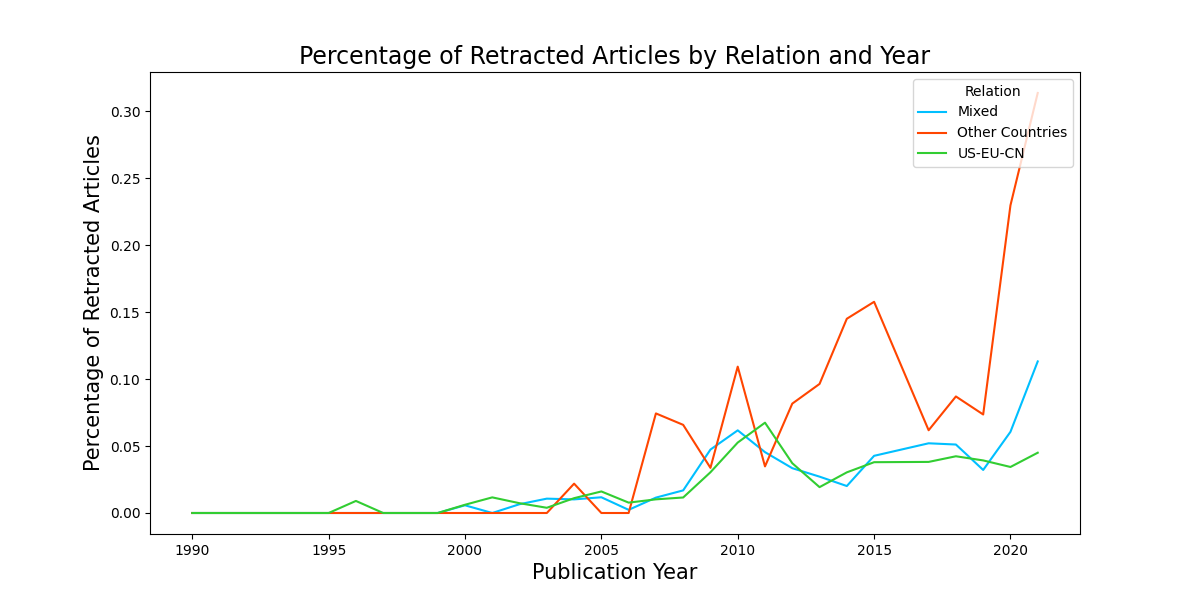 Percentage of Retracted Articles by Relation and Year
Percentage of Retracted Articles
0.30
0.25
0.20
0.15
0.10
0.05
0.00
Relation
Mixed
Other Countries
US-EU-CN
1990 1995 2000 2005 2010 2015 2020
Publication Year